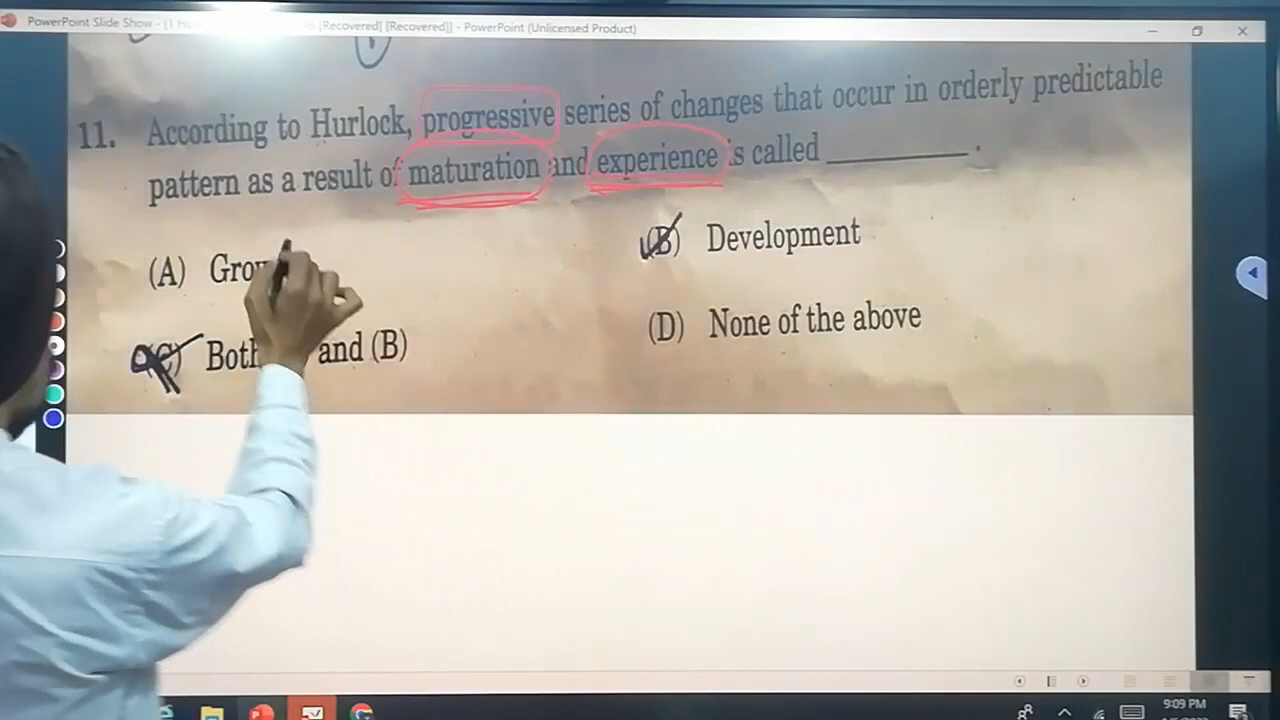 PowerPoint Slide Show - [1 [Recovered] [Recovered]] - PowerPoint (Unlicensed Product)
11. According to Hurlock, progressive series of changes that occur in orderly predictable
pattern as a result of maturation and experience is called ________.
(A)
(B) Development
(C) and (B)
(D) None of the above
9:09 PM